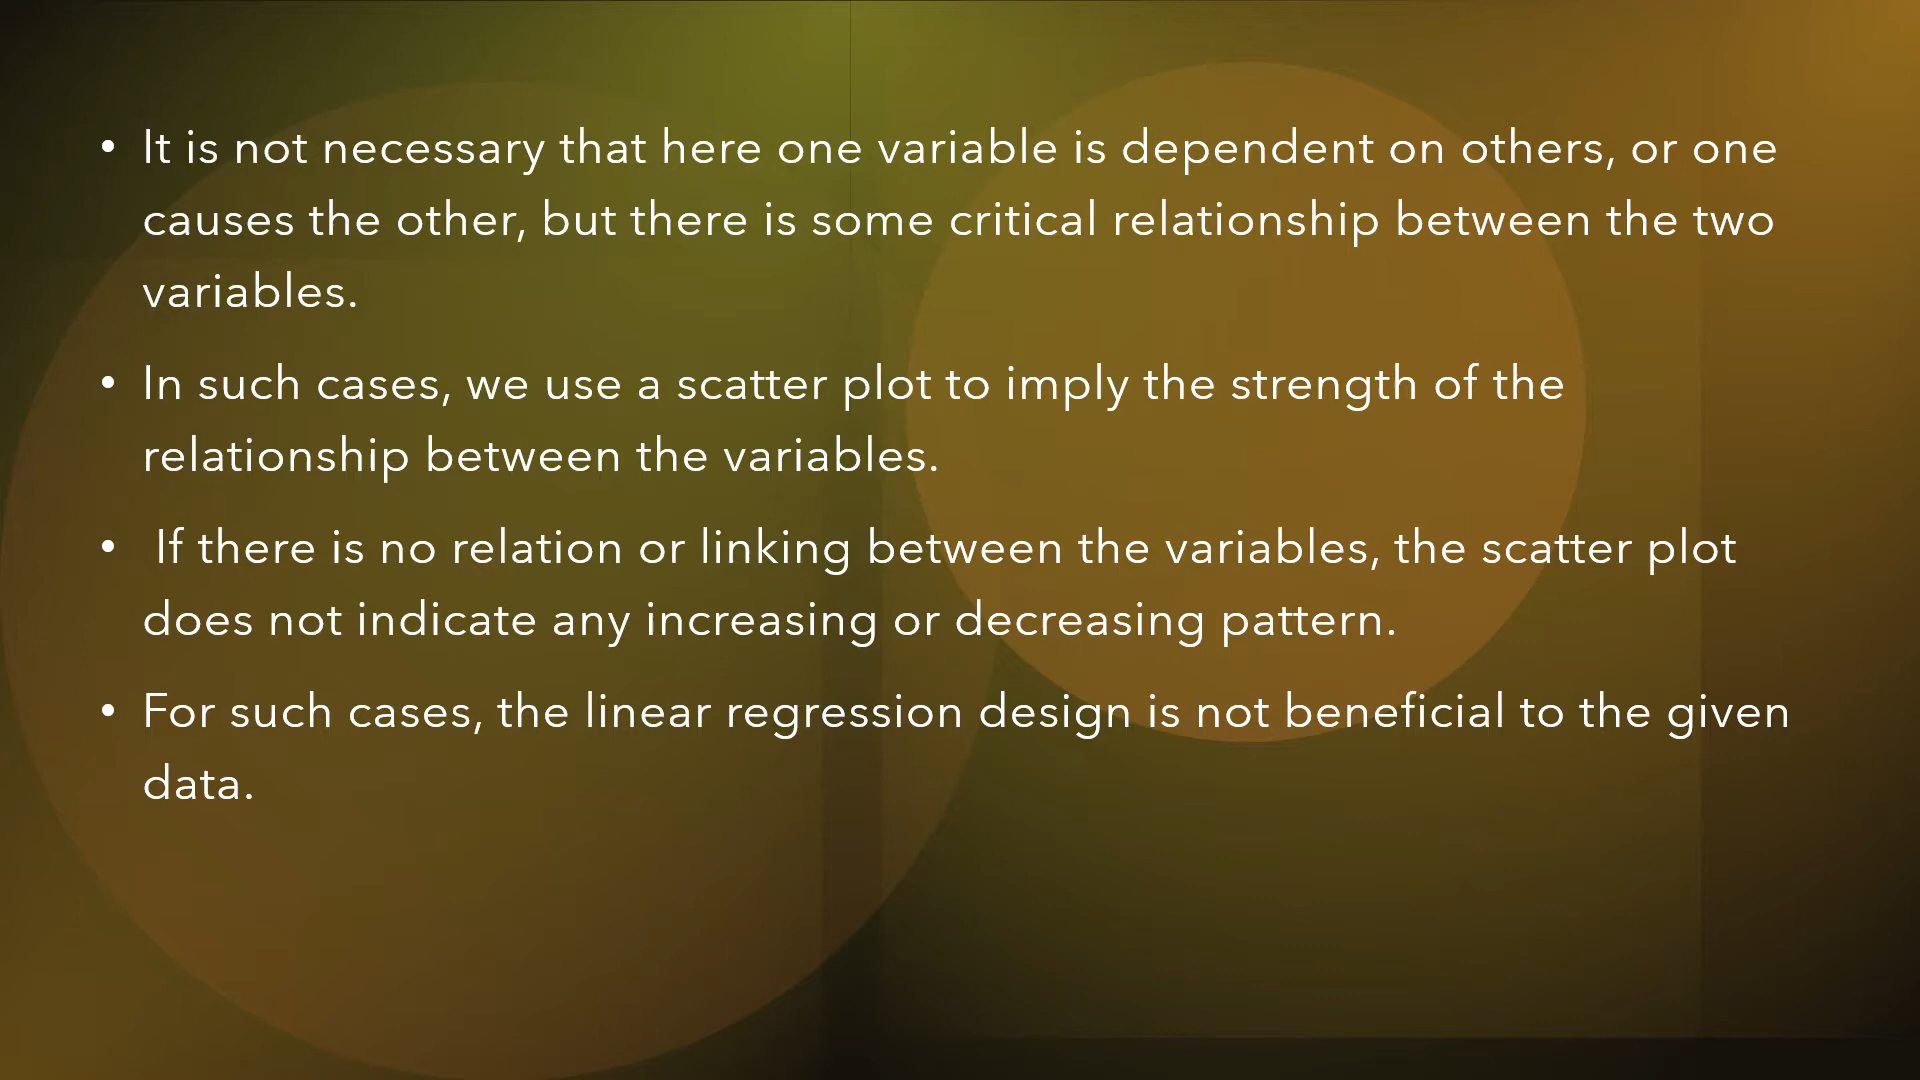 • It is not necessary that here one variable is dependent on others, or one
causes the other, but there is some critical relationship between the two
variables.
• In such cases, we use a scatter plot to imply the strength of the
relationship between the variables.
• If there is no relation or linking between the variables, the scatter plot
does not indicate any increasing or decreasing pattern.
• For such cases, the linear regression design is not beneficial to the given
data.